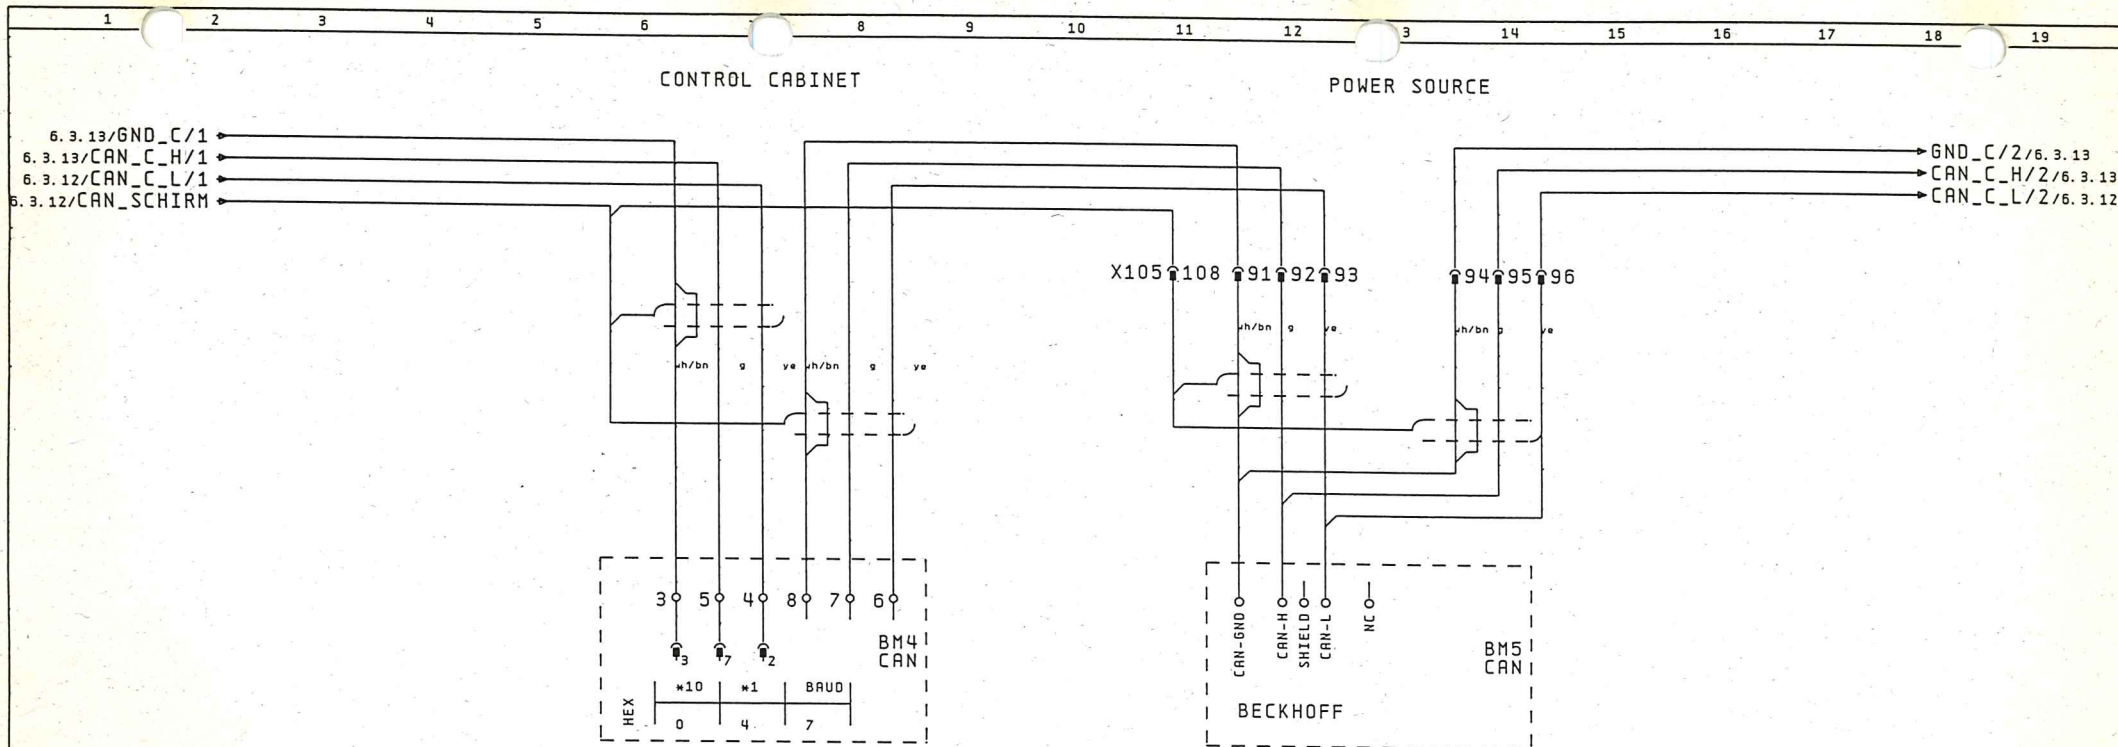 1 2 3 4 5 6 8 9 10 11 12 3 14 15 16 17 18 19
CONTROL CABINET
POWER SOURCE
6.3.13/GND_C/1
6.3.13/CAN_C_H/1
6.3.12/CAN_C_L/1
6.3.12/CAN_SCHIRM
GND_C/2/6.3.13
CAN_C_H/2/6.3.13
CAN_C_L/2/6.3.12
X105 108 91 92 93 94 95 96
wh/bn g ye wh/bn g ye
wh/bn g ye wh/bn g ye
3 5 4 8 7 6
3 7 2
BM4
CAN
HEX
*10 *1 BAUD
0 4 7
CAN-GND
CAN-H
SHIELD
CAN-L
NC
BM5
CAN
BECKHOFF